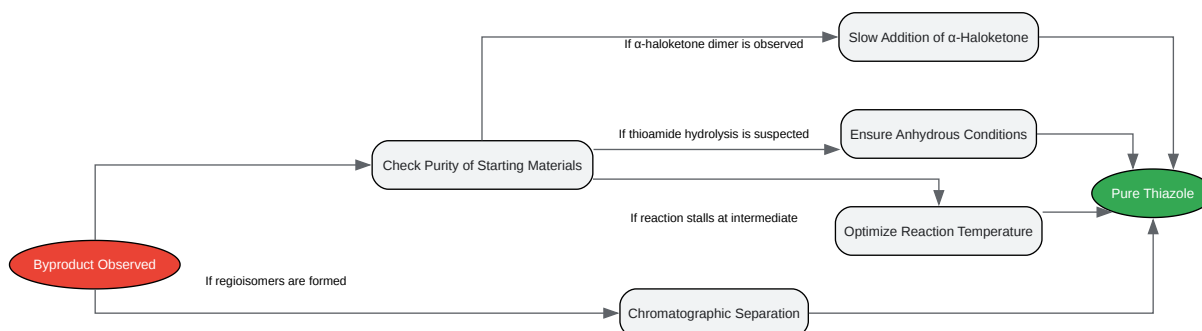 Slow Addition of α-Haloketone
If α-haloketone dimer is observed
If thioamide hydrolysis is suspected
Ensure Anhydrous Conditions
Check Purity of Starting Materials
Pure Thiazole
If reaction stalls at intermediate
Optimize Reaction Temperature
Byproduct Observed
If regioisomers are formed
Chromatographic Separation